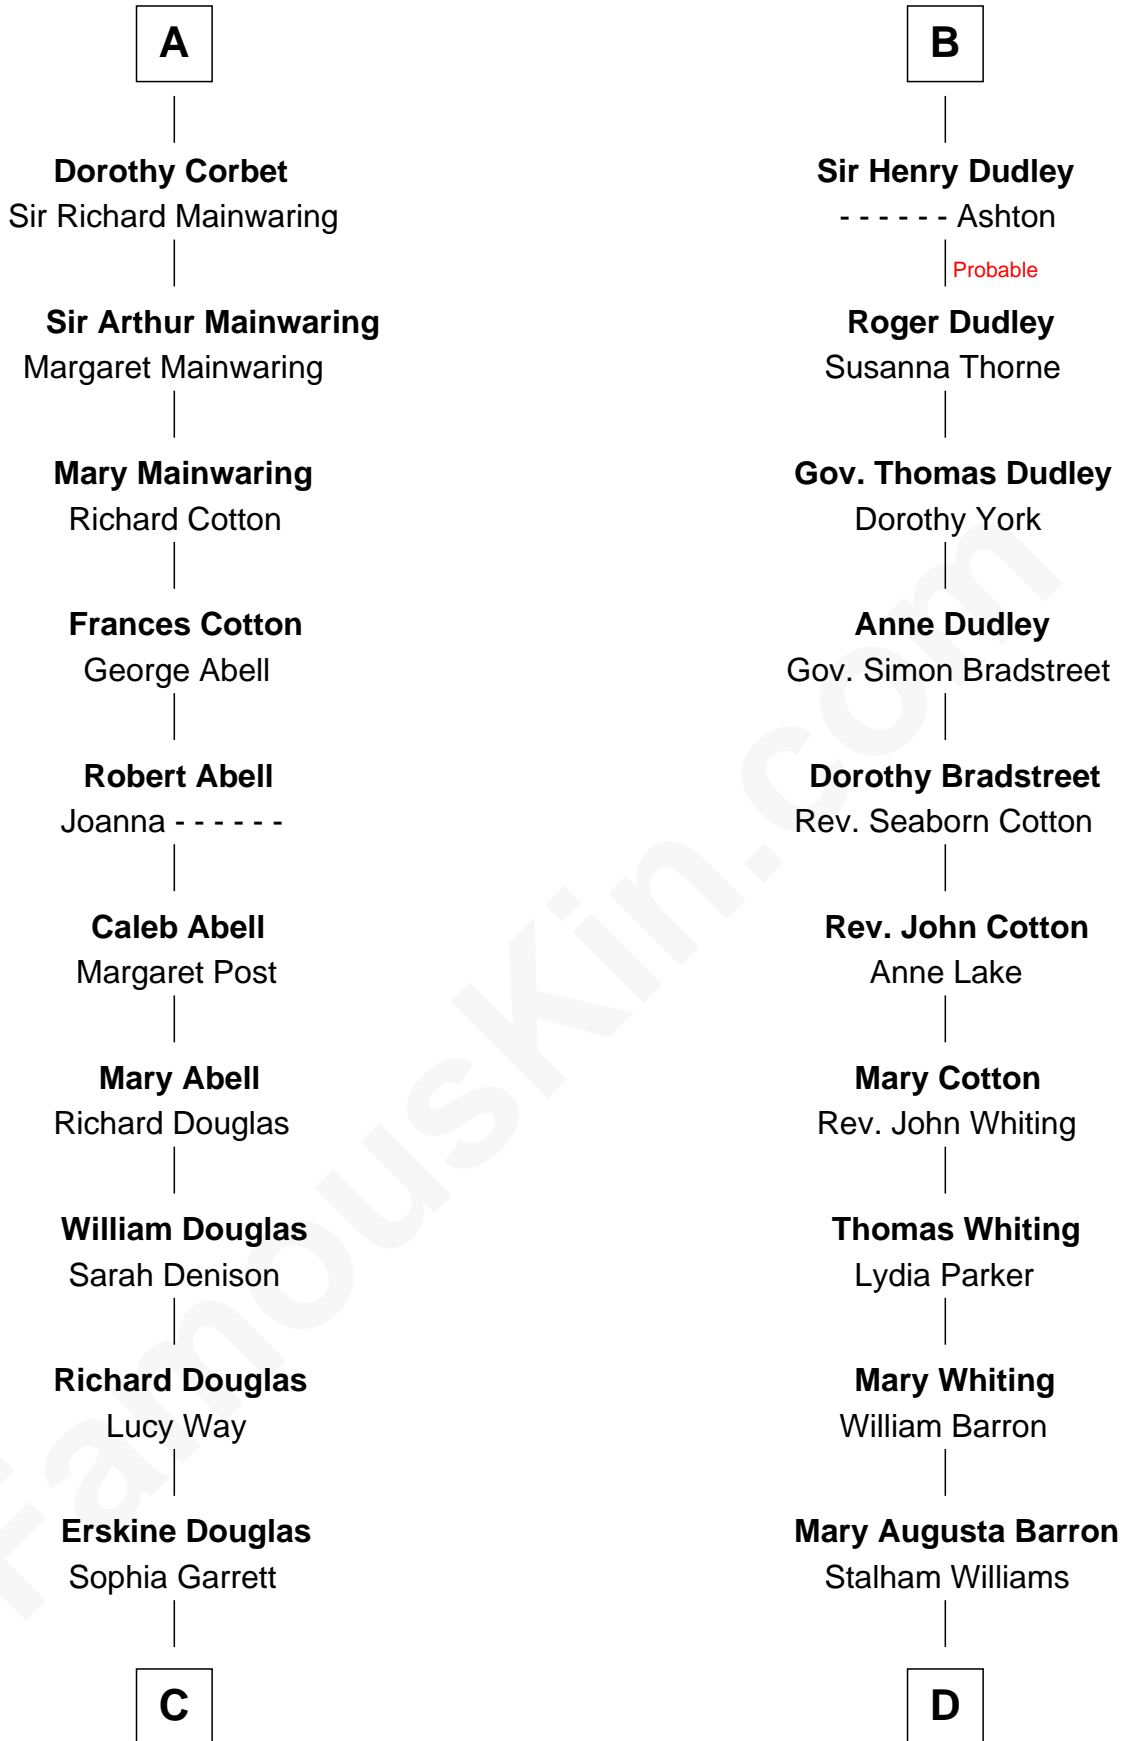 A
Dorothy Corbet
Sir Richard Mainwaring
Sir Arthur Mainwaring
Margaret Mainwaring
Mary Mainwaring
Richard Cotton
Frances Cotton
George Abell
Robert Abell
Joanna - - - - - -
Caleb Abell
Margaret Post
Mary Abell
Richard Douglas
William Douglas
Sarah Denison
Richard Douglas
Lucy Way
Erskine Douglas
Sophia Garrett
C
B
Sir Henry Dudley
- - - - - - Ashton
Probable
Roger Dudley
Susanna Thorne
Gov. Thomas Dudley
Dorothy York
Anne Dudley
Gov. Simon Bradstreet
Dorothy Bradstreet
Rev. Seaborn Cotton
Rev. John Cotton
Anne Lake
Mary Cotton
Rev. John Whiting
Thomas Whiting
Lydia Parker
Mary Whiting
William Barron
Mary Augusta Barron
Stalham Williams
D
FamousKin.com